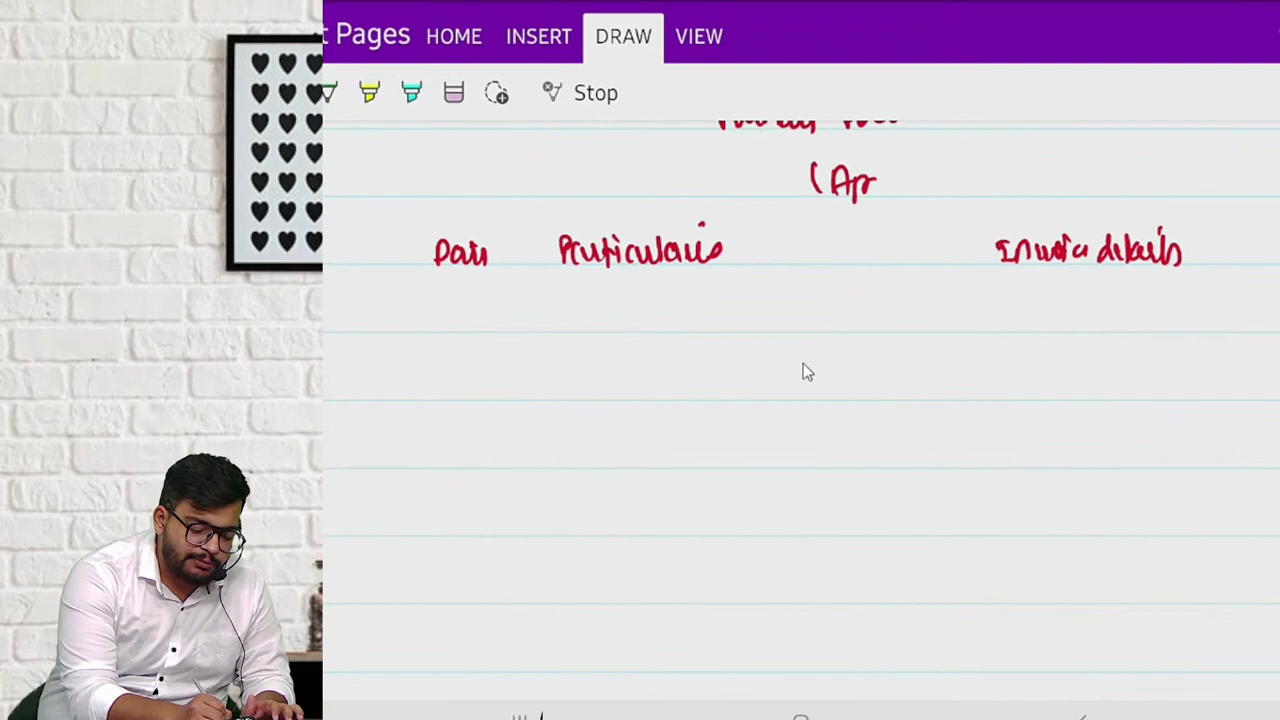 t Pages HOME INSERT DRAW VIEW
Stop
(Ap
Date Particulars Invoice details